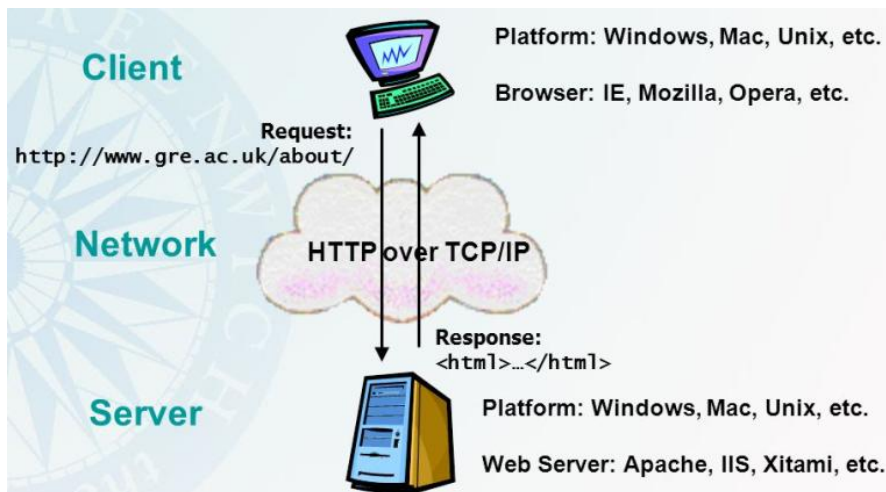 Client
Platform: Windows, Mac, Unix, etc.
Browser: IE, Mozilla, Opera, etc.
Request:
http://www.gre.ac.uk/about/
Network
HTTP over TCP/IP
Response:
<html>…</html>
Server
Platform: Windows, Mac, Unix, etc.
Web Server: Apache, IIS, Xitami, etc.